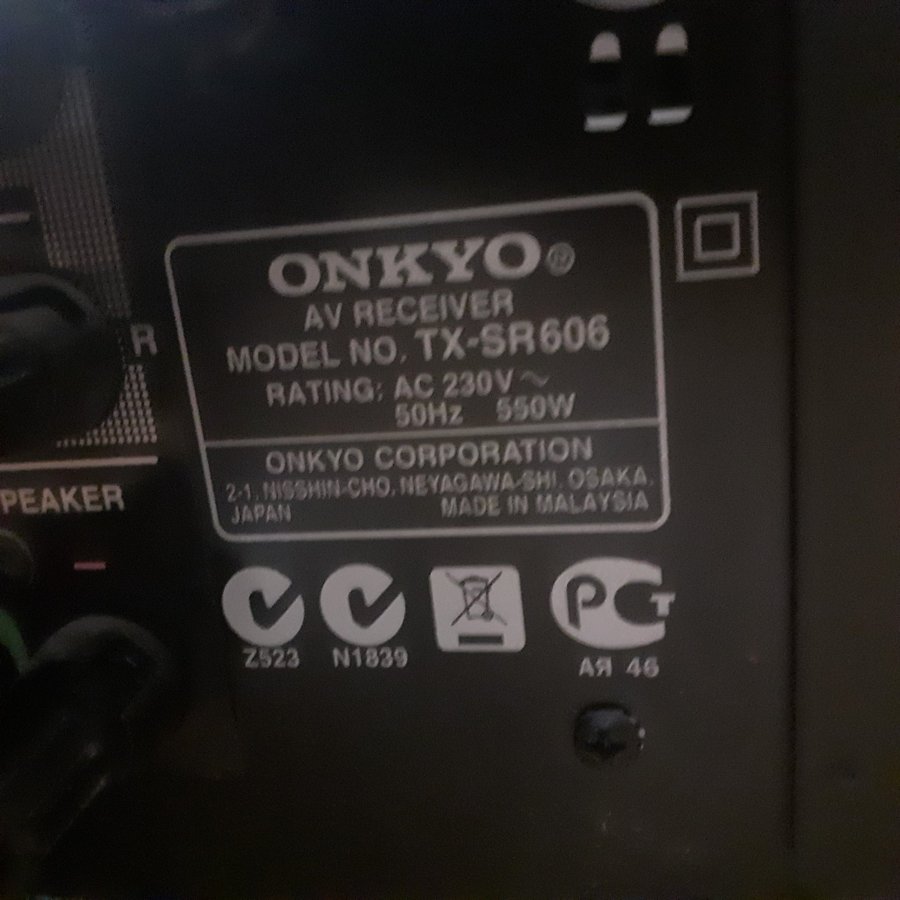 R
ONKYO®
AV RECEIVER
MODEL NO. TX-SR606
RATING: AC 230V ~
50Hz 550W
ONKYO CORPORATION
2-1, NISSHIN-CHO, NEYAGAWA-SHI, OSAKA,
JAPAN MADE IN MALAYSIA
PEAKER
Z523 N1839
РСТ
АЯ 46